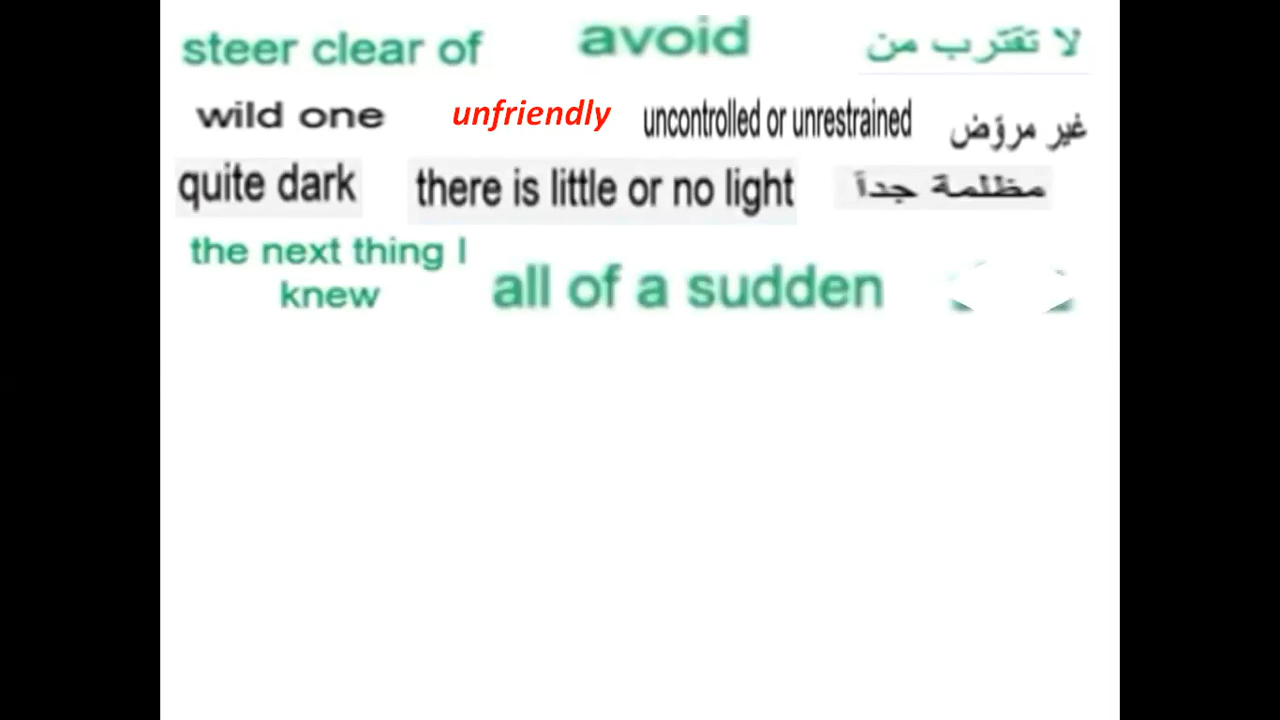 steer clear of avoid لا تقترب من
wild one unfriendly uncontrolled or unrestrained غير مروّض
quite dark there is little or no light مظلمة جداً
the next thing I
knew all of a sudden